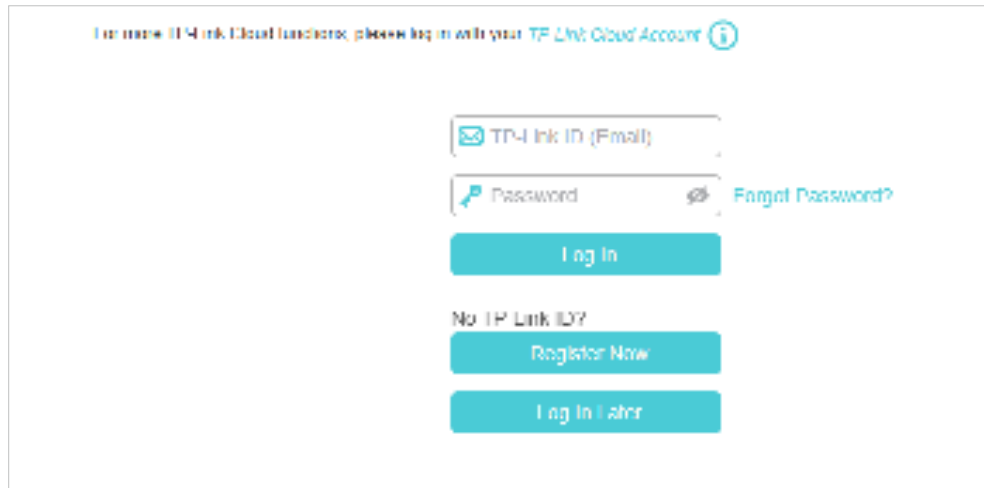 For more TP-Link Cloud functions, please log in with your TP-Link Cloud Account
TP-Link ID (Email)
Password
Forgot Password?
Log In
No TP-Link ID?
Register Now
Log In Later